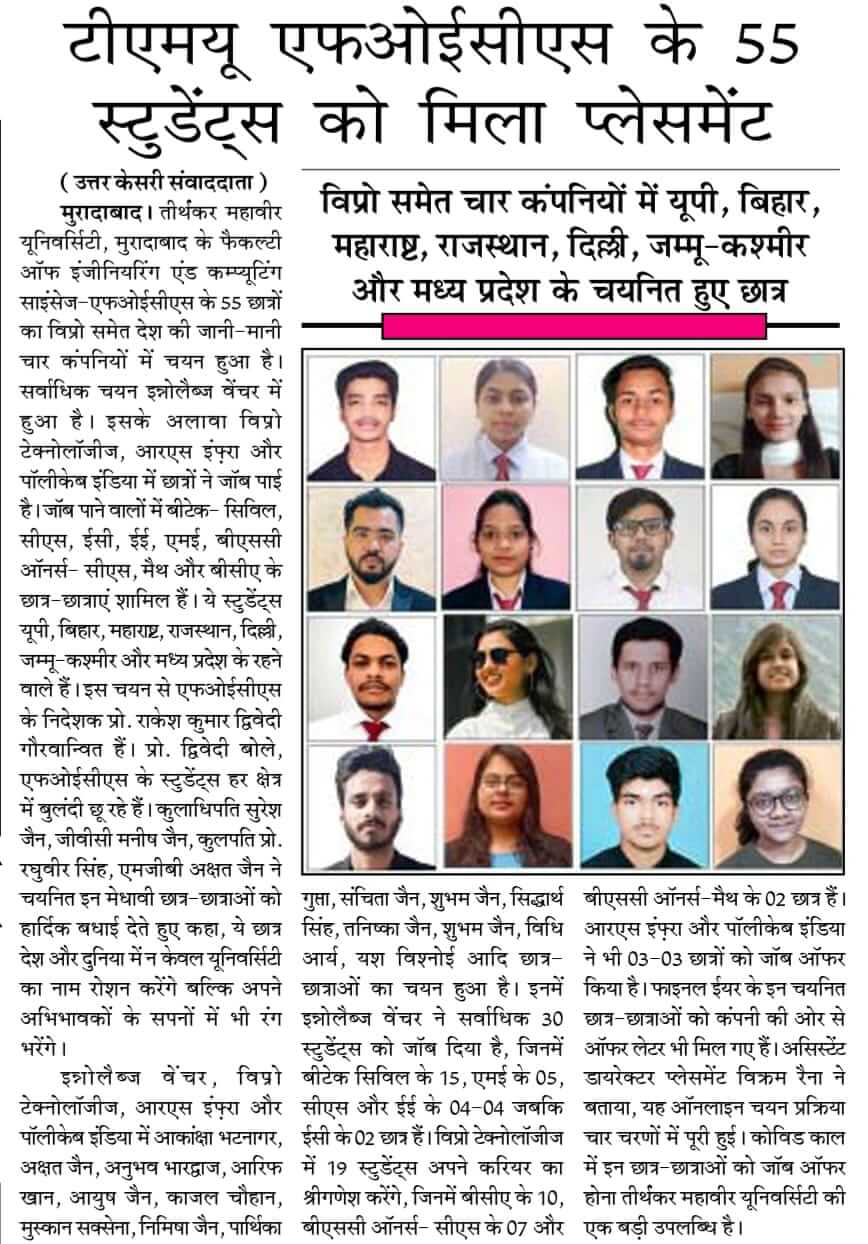 टीएमयू एफओईसीएस के 55
स्टुडेंट्स को मिला प्लेसमेंट
( उत्तर केसरी संवाददाता )
मुरादाबाद। तीर्थंकर महावीर
यूनिवर्सिटी, मुरादाबाद के फैकल्टी
ऑफ इंजीनियरिंग एंड कम्प्यूटिंग
साइंसेज-एफओईसीएस के 55 छात्रों
का विप्रो समेत देश की जानी-मानी
चार कंपनियों में चयन हुआ है।
सर्वाधिक चयन इन्नोलैब्ज वेंचर में
हुआ है। इसके अलावा विप्रो
टेक्नोलॉजीज, आरएस इंफ्रा और
पॉलीकेब इंडिया में छात्रों ने जॉब पाई
है। जॉब पाने वालों में बीटेक- सिविल,
सीएस, ईसी, ईई, एमई, बीएससी
ऑनर्स- सीएस, मैथ और बीसीए के
छात्र-छात्राएं शामिल हैं। ये स्टुडेंट्स
यूपी, बिहार, महाराष्ट्र, राजस्थान, दिल्ली,
जम्मू-कश्मीर और मध्य प्रदेश के रहने
वाले हैं। इस चयन से एफओईसीएस
के निदेशक प्रो. राकेश कुमार द्विवेदी
गौरवान्वित हैं। प्रो. द्विवेदी बोले,
एफओईसीएस के स्टुडेंट्स हर क्षेत्र
में बुलंदी छू रहे हैं। कुलाधिपति सुरेश
जैन, जीवीसी मनीष जैन, कुलपति प्रो.
रघुवीर सिंह, एमजीबी अक्षत जैन ने
चयनित इन मेधावी छात्र-छात्राओं को
हार्दिक बधाई देते हुए कहा, ये छात्र
देश और दुनिया में न केवल यूनिवर्सिटी
का नाम रोशन करेंगे बल्कि अपने
अभिभावकों के सपनों में भी रंग
भरेंगे।
इन्नोलैब्ज वेंचर, विप्रो
टेक्नोलॉजीज, आरएस इंफ्रा और
पॉलीकेब इंडिया में आकांक्षा भटनागर,
अक्षत जैन, अनुभव भारद्वाज, आरिफ
खान, आयुष जैन, काजल चौहान,
मुस्कान सक्सेना, निमिषा जैन, पार्थिका
विप्रो समेत चार कंपनियों में यूपी, बिहार,
महाराष्ट्र, राजस्थान, दिल्ली, जम्मू-कश्मीर
और मध्य प्रदेश के चयनित हुए छात्र
गुप्ता, संचिता जैन, शुभम जैन, सिद्धार्थ
सिंह, तनिष्का जैन, शुभम जैन, विधि
आर्य, यश विश्नोई आदि छात्र-
छात्राओं का चयन हुआ है। इनमें
इन्नोलैब्ज वेंचर ने सर्वाधिक 30
स्टुडेंट्स को जॉब दिया है, जिनमें
बीटेक सिविल के 15, एमई के 05,
सीएस और ईई के 04-04 जबकि
ईसी के 02 छात्र हैं। विप्रो टेक्नोलॉजीज
में 19 स्टुडेंट्स अपने करियर का
श्रीगणेश करेंगे, जिनमें बीसीए के 10,
बीएससी ऑनर्स- सीएस के 07 और
बीएससी ऑनर्स-मैथ के 02 छात्र हैं।
आरएस इंफ्रा और पॉलीकेब इंडिया
ने भी 03-03 छात्रों को जॉब ऑफर
किया है। फाइनल ईयर के इन चयनित
छात्र-छात्राओं को कंपनी की ओर से
ऑफर लेटर भी मिल गए हैं। असिस्टेंट
डायरेक्टर प्लेसमेंट विक्रम रैना ने
बताया, यह ऑनलाइन चयन प्रक्रिया
चार चरणों में पूरी हुई। कोविड काल
में इन छात्र-छात्राओं को जॉब ऑफर
होना तीर्थंकर महावीर यूनिवर्सिटी की
एक बड़ी उपलब्धि है।